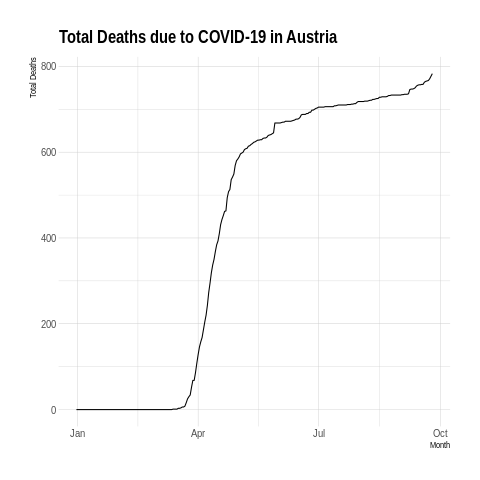 Total Deaths due to COVID-19 in Austria
Total Deaths
800
600
400
200
0
Jan Apr Jul Oct
Month